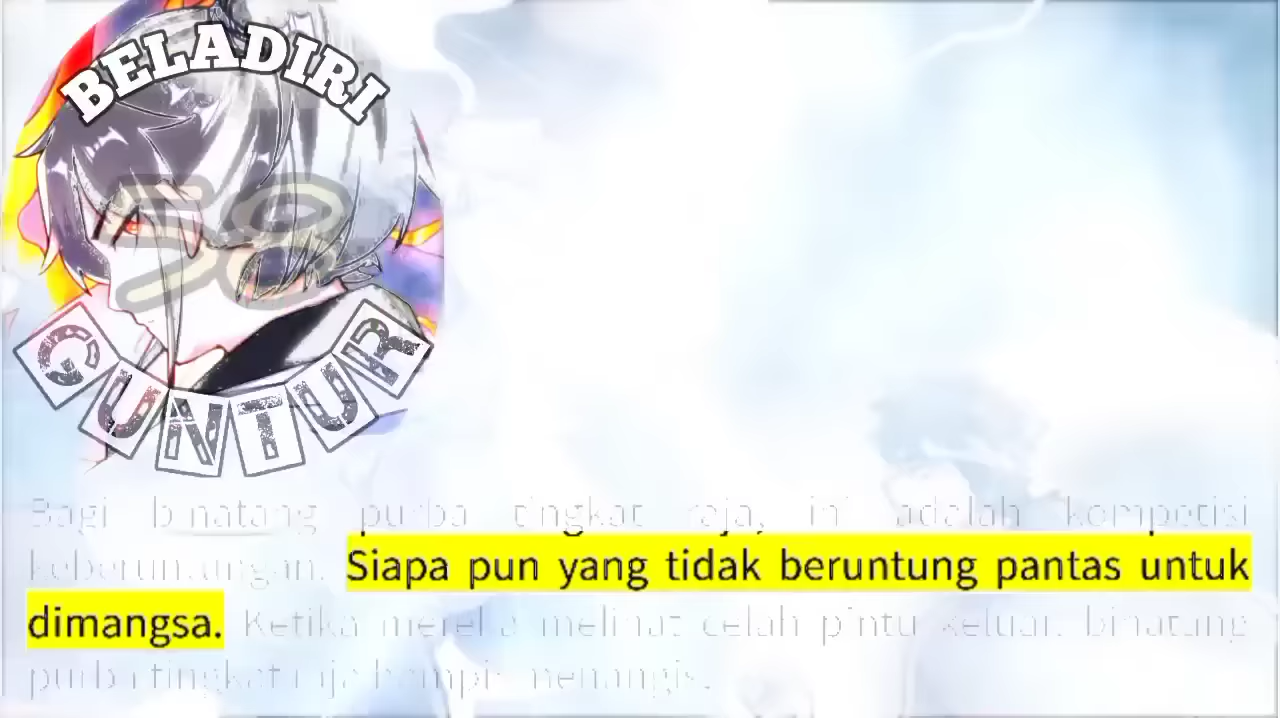 BELADIRI
58
GUNTUR
Bagi binatang purba tingkat raja, ini adalah kompetisi
keberuntungan. Siapa pun yang tidak beruntung pantas untuk
dimangsa. Ketika mereka melihat celah pintu keluar, binatang
purba tingkat raja hampir menangis.